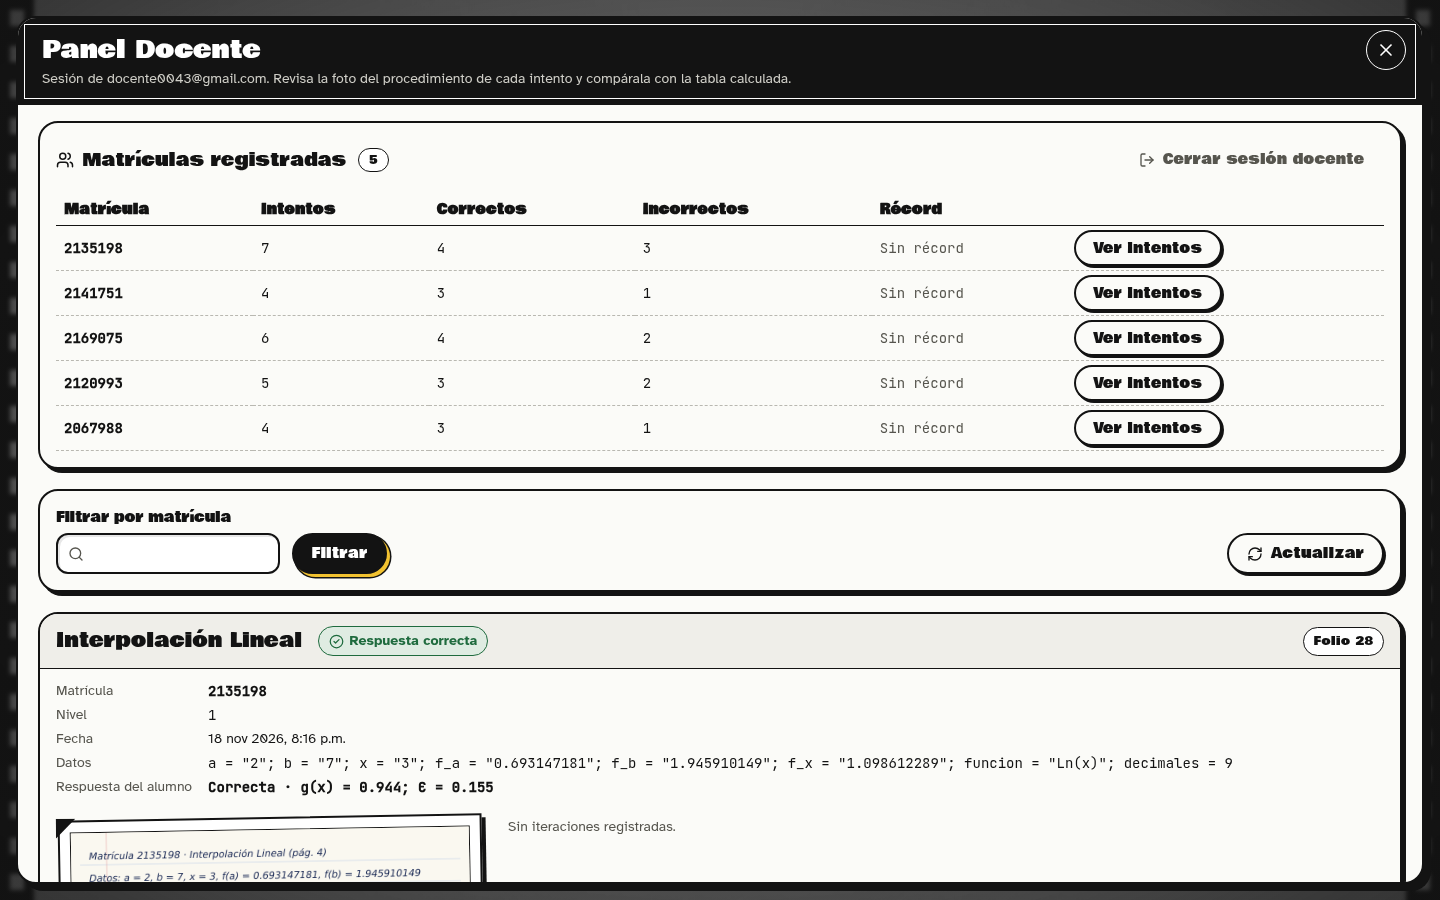 Panel Docente
Sesión de docente0043@gmail.com. Revisa la foto del procedimiento de cada intento y compárala con la tabla calculada.
Matrículas registradas 5
Cerrar sesión docente
Matrícula Intentos Correctos Incorrectos Récord
2135198 7 4 3 Sin récord Ver Intentos
2141751 4 3 1 Sin récord Ver Intentos
2169075 6 4 2 Sin récord Ver Intentos
2120993 5 3 2 Sin récord Ver Intentos
2067988 4 3 1 Sin récord Ver Intentos
Filtrar por matrícula
Filtrar
Actualizar
Interpolación Lineal Respuesta correcta Folio 28
Matrícula 2135198
Nivel 1
Fecha 18 nov 2026, 8:16 p.m.
Datos a = "2"; b = "7"; x = "3"; f_a = "0.693147181"; f_b = "1.945910149"; f_x = "1.098612289"; funcion = "Ln(x)"; decimales = 9
Respuesta del alumno Correcta · g(x) = 0.944; Ɛ = 0.155
Sin iteraciones registradas.
Matrícula 2135198 · Interpolación Lineal (pág. 4)
Datos: a = 2, b = 7, x = 3, f(a) = 0.693147181, f(b) = 1.945910149